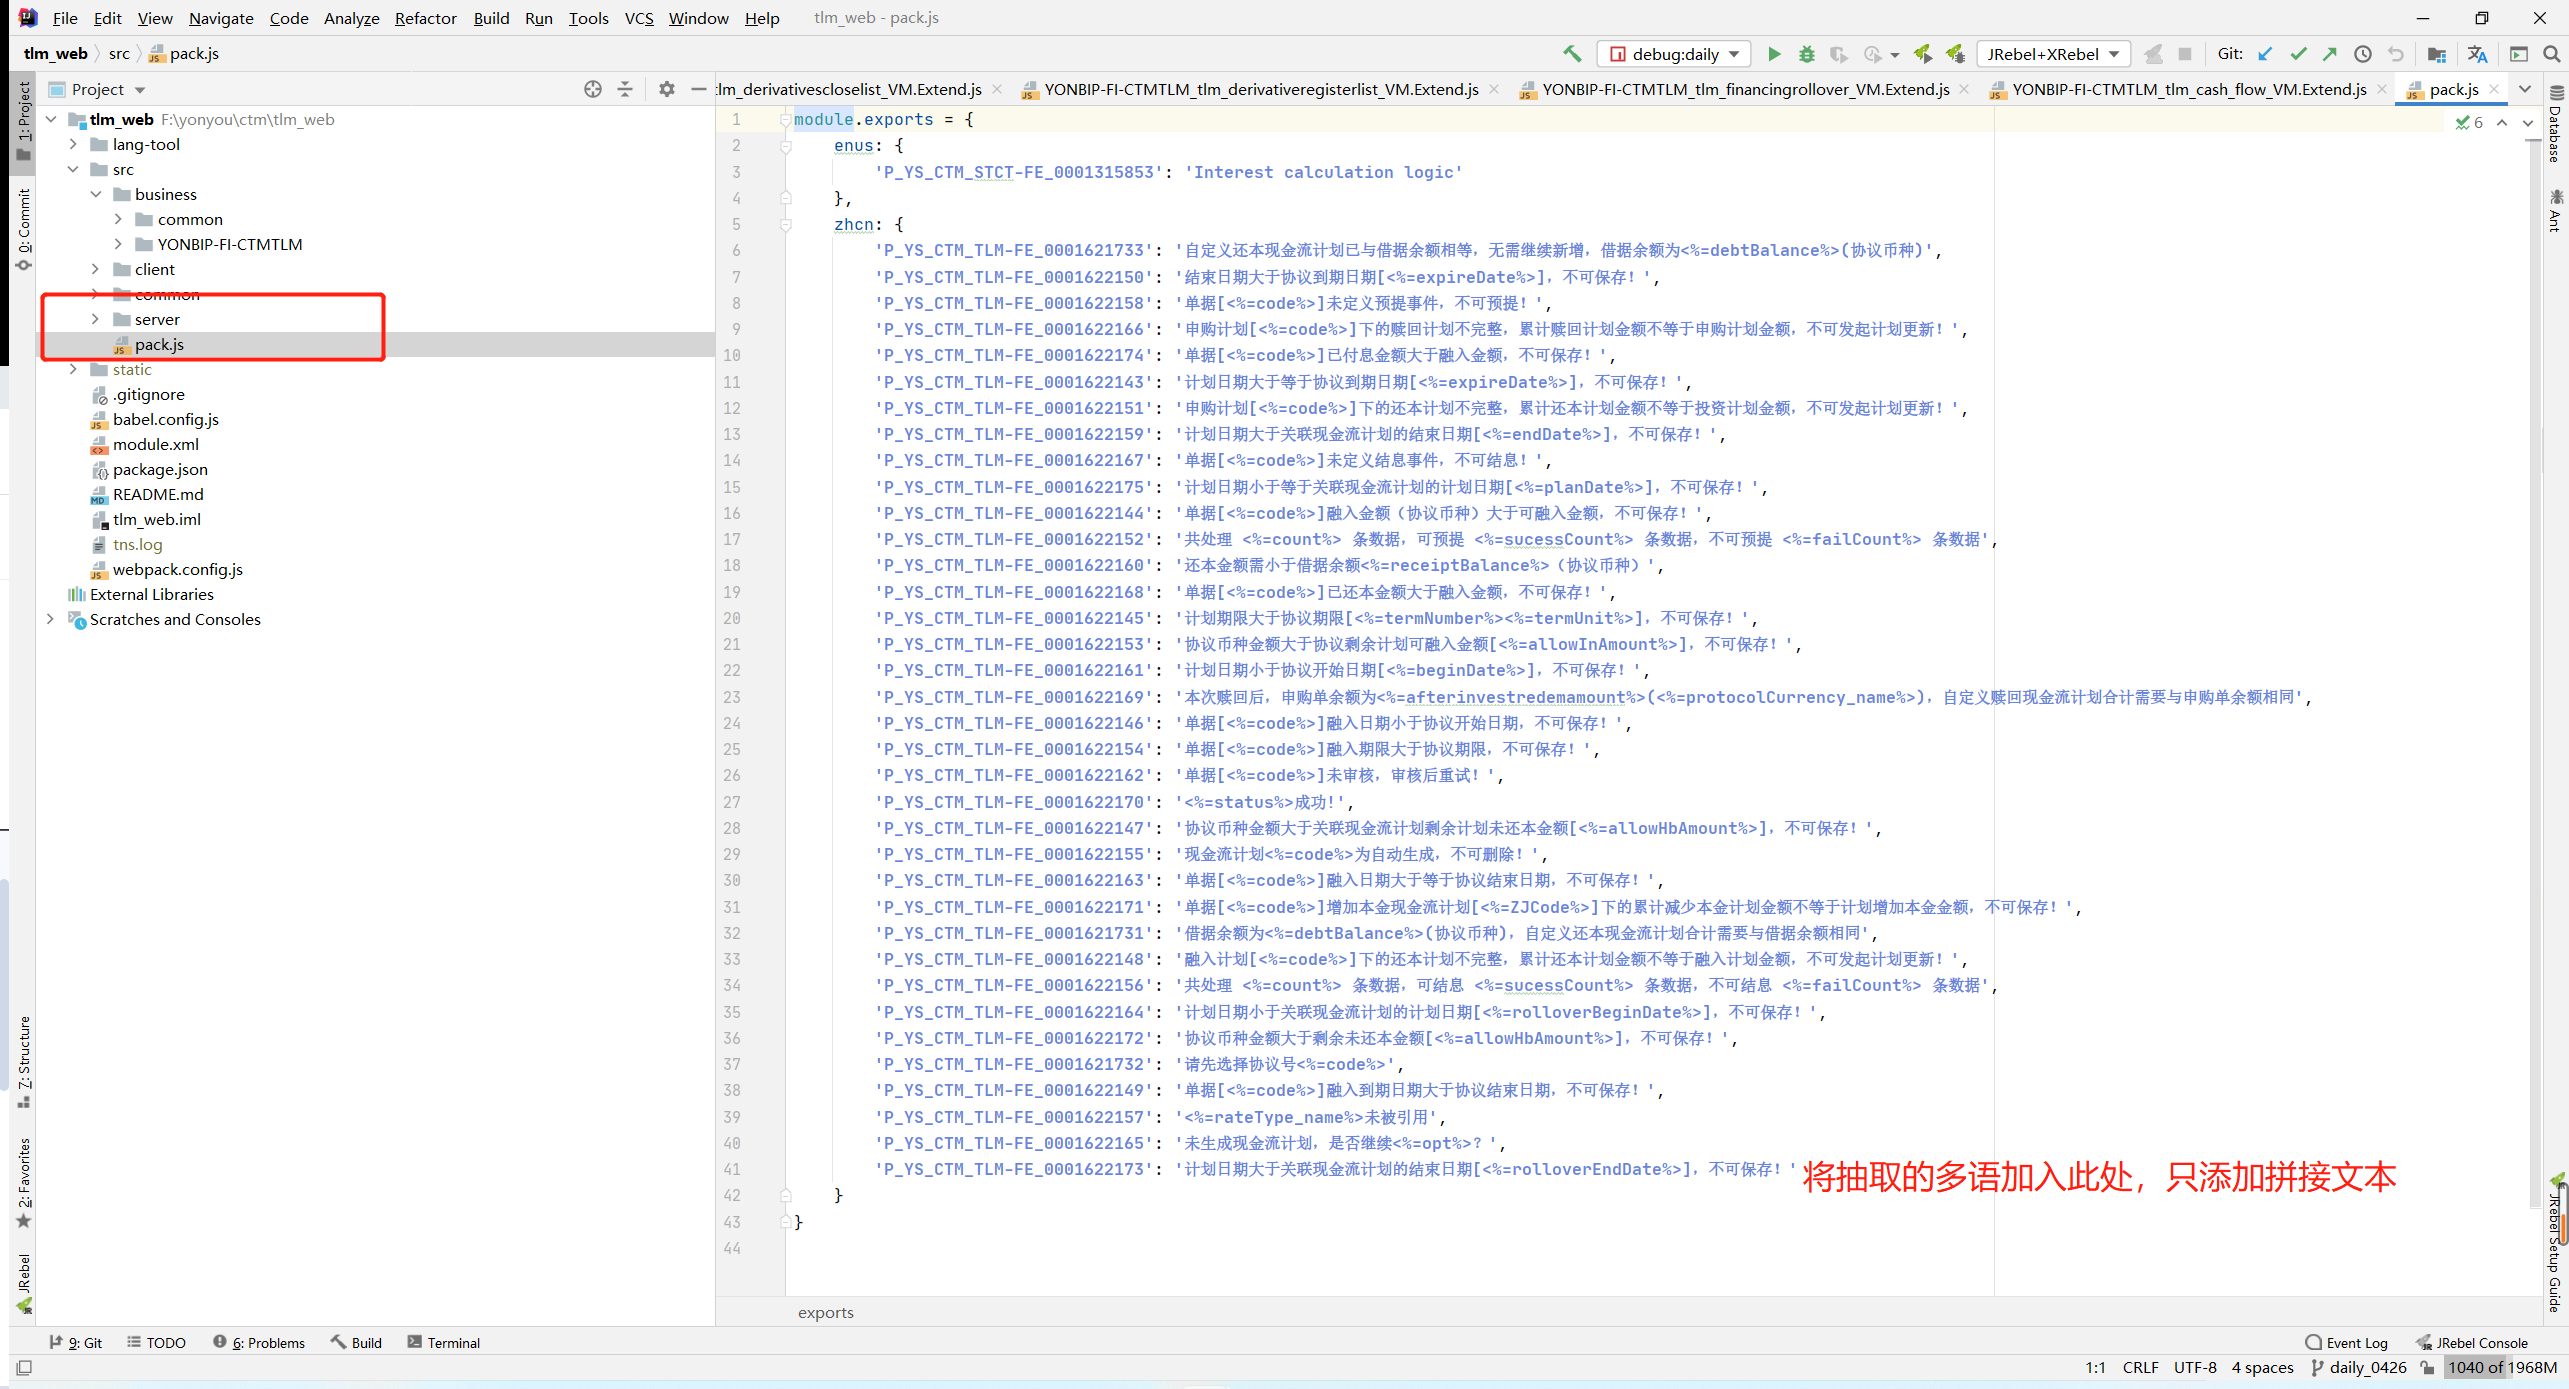 File Edit View Navigate Code Analyze Refactor Build Run Tools VCS Window Help tlm_web - pack.js
tlm_web src pack.js debug:daily JRebel+XRebel Git:
Project
tlm_derivativescloselist_VM.Extend.js YONBIP-FI-CTMTLM_tlm_derivativeregisterlist_VM.Extend.js YONBIP-FI-CTMTLM_tlm_financingrollover_VM.Extend.js YONBIP-FI-CTMTLM_tlm_cash_flow_VM.Extend.js pack.js
1: Project
0: Commit
7: Structure
2: Favorites
JRebel
tlm_web F:\yonyou\ctm\tlm_web
lang-tool
src
business
common
YONBIP-FI-CTMTLM
client
common
server
pack.js
static
.gitignore
babel.config.js
module.xml
package.json
README.md
tlm_web.iml
tns.log
webpack.config.js
External Libraries
Scratches and Consoles
6
1 module.exports = {
2 enus: {
3 'P_YS_CTM_STCT-FE_0001315853': 'Interest calculation logic'
4 },
5 zhcn: {
6 'P_YS_CTM_TLM-FE_0001621733': '自定义还本现金流计划已与借据余额相等，无需继续新增，借据余额为<%=debtBalance%>(协议币种)',
7 'P_YS_CTM_TLM-FE_0001622150': '结束日期大于协议到期日期[<%=expireDate%>]，不可保存！',
8 'P_YS_CTM_TLM-FE_0001622158': '单据[<%=code%>]未定义预提事件，不可预提！',
9 'P_YS_CTM_TLM-FE_0001622166': '申购计划[<%=code%>]下的赎回计划不完整，累计赎回计划金额不等于申购计划金额，不可发起计划更新！',
10 'P_YS_CTM_TLM-FE_0001622174': '单据[<%=code%>]已付息金额大于融入金额，不可保存！',
11 'P_YS_CTM_TLM-FE_0001622143': '计划日期大于等于协议到期日期[<%=expireDate%>]，不可保存！',
12 'P_YS_CTM_TLM-FE_0001622151': '申购计划[<%=code%>]下的还本计划不完整，累计还本计划金额不等于投资计划金额，不可发起计划更新！',
13 'P_YS_CTM_TLM-FE_0001622159': '计划日期大于关联现金流计划的结束日期[<%=endDate%>]，不可保存！',
14 'P_YS_CTM_TLM-FE_0001622167': '单据[<%=code%>]未定义结息事件，不可结息！',
15 'P_YS_CTM_TLM-FE_0001622175': '计划日期小于等于关联现金流计划的计划日期[<%=planDate%>]，不可保存！',
16 'P_YS_CTM_TLM-FE_0001622144': '单据[<%=code%>]融入金额（协议币种）大于可融入金额，不可保存！',
17 'P_YS_CTM_TLM-FE_0001622152': '共处理 <%=count%> 条数据，可预提 <%=sucessCount%> 条数据，不可预提 <%=failCount%> 条数据',
18 'P_YS_CTM_TLM-FE_0001622160': '还本金额需小于借据余额<%=receiptBalance%>（协议币种）',
19 'P_YS_CTM_TLM-FE_0001622168': '单据[<%=code%>]已还本金额大于融入金额，不可保存！',
20 'P_YS_CTM_TLM-FE_0001622145': '计划期限大于协议期限[<%=termNumber%><%=termUnit%>]，不可保存！',
21 'P_YS_CTM_TLM-FE_0001622153': '协议币种金额大于协议剩余计划可融入金额[<%=allowInAmount%>]，不可保存！',
22 'P_YS_CTM_TLM-FE_0001622161': '计划日期小于协议开始日期[<%=beginDate%>]，不可保存！',
23 'P_YS_CTM_TLM-FE_0001622169': '本次赎回后，申购单余额为<%=afterinvestredemamount%>(<%=protocolCurrency_name%>)，自定义赎回现金流计划合计需要与申购单余额相同',
24 'P_YS_CTM_TLM-FE_0001622146': '单据[<%=code%>]融入日期小于协议开始日期，不可保存！',
25 'P_YS_CTM_TLM-FE_0001622154': '单据[<%=code%>]融入期限大于协议期限，不可保存！',
26 'P_YS_CTM_TLM-FE_0001622162': '单据[<%=code%>]未审核，审核后重试！',
27 'P_YS_CTM_TLM-FE_0001622170': '<%=status%>成功!',
28 'P_YS_CTM_TLM-FE_0001622147': '协议币种金额大于关联现金流计划剩余计划未还本金额[<%=allowHbAmount%>]，不可保存！',
29 'P_YS_CTM_TLM-FE_0001622155': '现金流计划<%=code%>为自动生成，不可删除！',
30 'P_YS_CTM_TLM-FE_0001622163': '单据[<%=code%>]融入日期大于等于协议结束日期，不可保存！',
31 'P_YS_CTM_TLM-FE_0001622171': '单据[<%=code%>]增加本金现金流计划[<%=ZJCode%>]下的累计减少本金计划金额不等于计划增加本金金额，不可保存！',
32 'P_YS_CTM_TLM-FE_0001621731': '借据余额为<%=debtBalance%>(协议币种)，自定义还本现金流计划合计需要与借据余额相同',
33 'P_YS_CTM_TLM-FE_0001622148': '融入计划[<%=code%>]下的还本计划不完整，累计还本计划金额不等于融入计划金额，不可发起计划更新！',
34 'P_YS_CTM_TLM-FE_0001622156': '共处理 <%=count%> 条数据，可结息 <%=sucessCount%> 条数据，不可结息 <%=failCount%> 条数据',
35 'P_YS_CTM_TLM-FE_0001622164': '计划日期小于关联现金流计划的计划日期[<%=rolloverBeginDate%>]，不可保存！',
36 'P_YS_CTM_TLM-FE_0001622172': '协议币种金额大于剩余未还本金额[<%=allowHbAmount%>]，不可保存！',
37 'P_YS_CTM_TLM-FE_0001621732': '请先选择协议号<%=code%>',
38 'P_YS_CTM_TLM-FE_0001622149': '单据[<%=code%>]融入到期日期大于协议结束日期，不可保存！',
39 'P_YS_CTM_TLM-FE_0001622157': '<%=rateType_name%>未被引用',
40 'P_YS_CTM_TLM-FE_0001622165': '未生成现金流计划，是否继续<%=opt%>？',
41 'P_YS_CTM_TLM-FE_0001622173': '计划日期大于关联现金流计划的结束日期[<%=rolloverEndDate%>]，不可保存！'
将抽取的多语加入此处，只添加拼接文本
42 }
43 }
44
exports
Database
Ant
JRebel Setup Guide
9: Git TODO 6: Problems Build Terminal Event Log JRebel Console
1:1 CRLF UTF-8 4 spaces daily_0426 1040 of 1968M